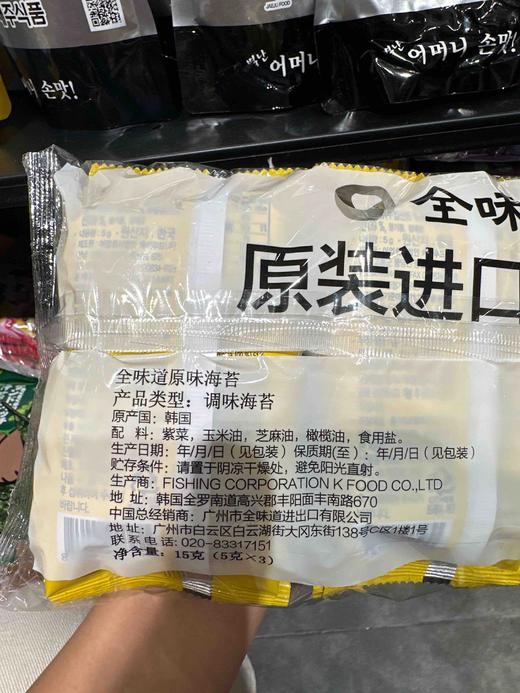 주식품
JAEJU FOOD
어머니 손맛!
어머니 손맛!
全味
原装进口
全味道原味海苔
产品类型：调味海苔
原产国：韩国
配 料：紫菜，玉米油，芝麻油，橄榄油，食用盐。
生产日期：年/月/日（见包装）保质期(至)：年/月/日（见包装）
贮存条件：请置于阴凉干燥处，避免阳光直射。
生产商：FISHING CORPORATION K FOOD CO.,LTD
地 址：韩国全罗南道高兴郡丰阳面丰南路670
中国总经销商：广州市全味道进出口有限公司
地址：广州市白云区白云湖街大冈东街138号C区1楼1号
联系电话:020-83317151
净含量：15克（5克×3）